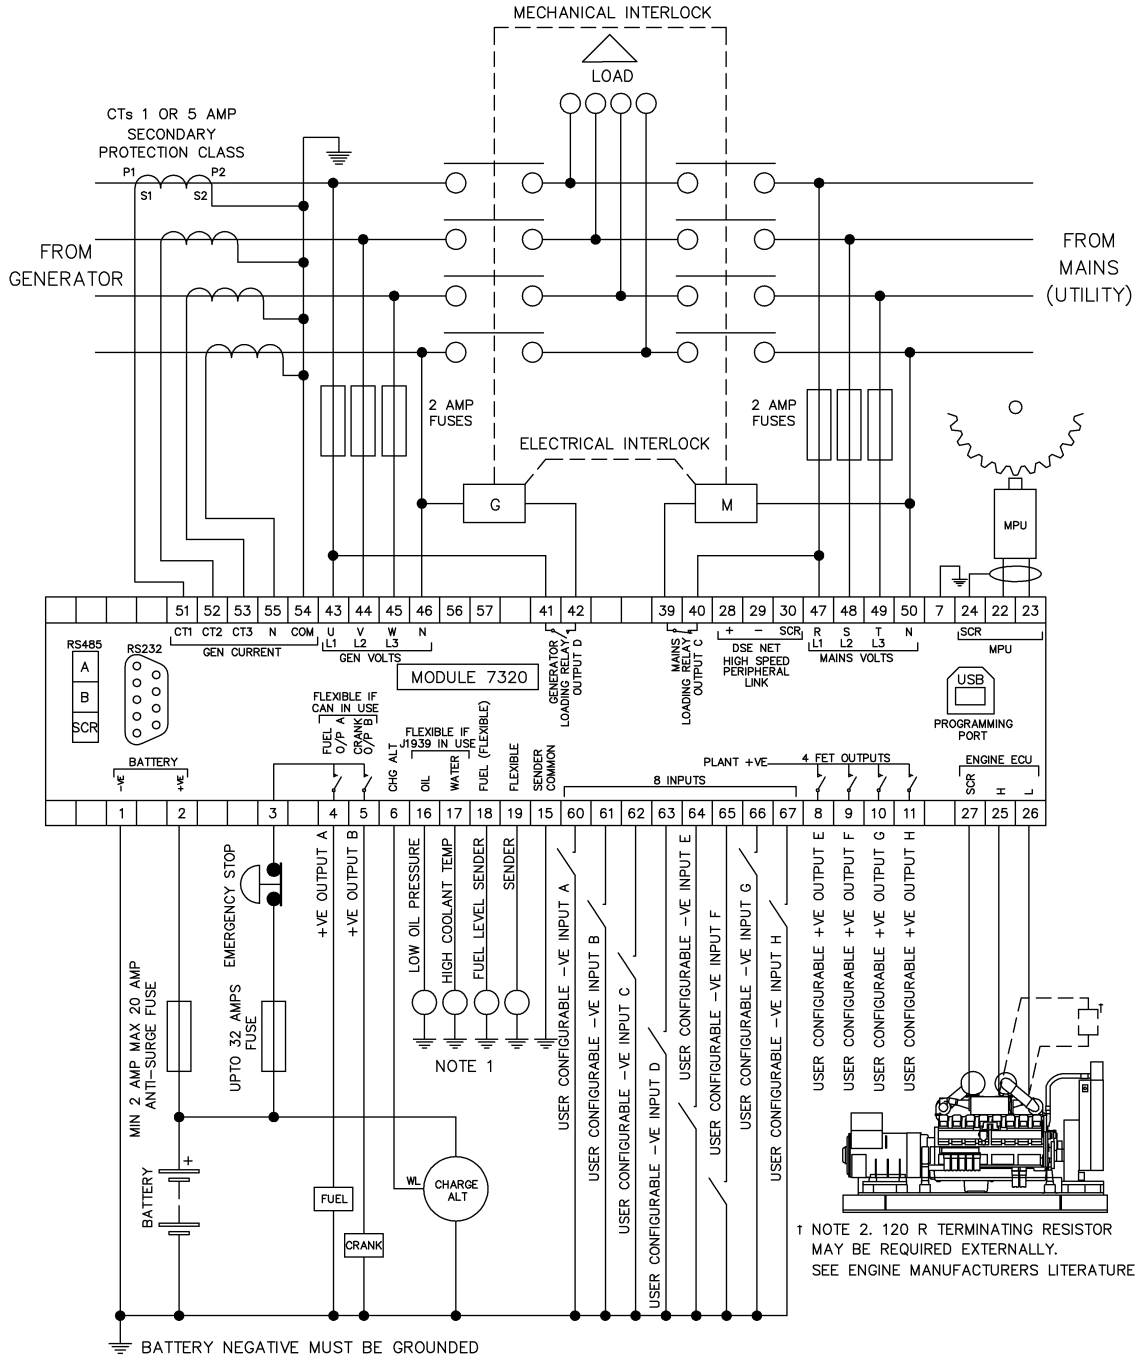 MECHANICAL INTERLOCK
LOAD
CTs 1 OR 5 AMP
SECONDARY
PROTECTION CLASS
P1
P2
S1
S2
FROM
GENERATOR
FROM
MAINS
(UTILITY)
2 AMP
FUSES
2 AMP
FUSES
ELECTRICAL INTERLOCK
G
M
MPU
51 52 53 55 54 43 44 45 46 56 57 41 42 39 40 28 29 30 47 48 49 50 7 24 22 23
CT1 CT2 CT3 N COM
GEN CURRENT
U V W N
L1 L2 L3
GEN VOLTS
GENERATOR
LOADING RELAY
OUTPUT D
MAINS
LOADING RELAY
OUTPUT C
+ − SCR
DSE NET
HIGH SPEED
PERIPHERAL
LINK
R S T N
L1 L2 L3
MAINS VOLTS
SCR
MPU
RS485
A
B
SCR
RS232
MODULE 7320
USB
PROGRAMMING
PORT
FLEXIBLE IF
CAN IN USE
FUEL
O/P A
CRANK
O/P B
CHG ALT
FLEXIBLE IF
J1939 IN USE
OIL
WATER
FUEL (FLEXIBLE)
FLEXIBLE
SENDER
COMMON
BATTERY
-VE
+VE
8 INPUTS
PLANT +VE
4 FET OUTPUTS
ENGINE ECU
SCR
H
L
1 2 3 4 5 6 16 17 18 19 15 60 61 62 63 64 65 66 67 8 9 10 11 27 25 26
EMERGENCY STOP
+VE OUTPUT A
+VE OUTPUT B
LOW OIL PRESSURE
HIGH COOLANT TEMP
FUEL LEVEL SENDER
SENDER
USER CONFIGURABLE -VE INPUT A
USER CONFIGURABLE -VE INPUT B
USER CONFIGURABLE -VE INPUT C
USER CONFIGURABLE -VE INPUT D
USER CONFIGURABLE -VE INPUT E
USER CONFIGURABLE -VE INPUT F
USER CONFIGURABLE -VE INPUT G
USER CONFIGURABLE -VE INPUT H
USER CONFIGURABLE +VE OUTPUT E
USER CONFIGURABLE +VE OUTPUT F
USER CONFIGURABLE +VE OUTPUT G
USER CONFIGURABLE +VE OUTPUT H
MIN 2 AMP MAX 20 AMP
ANTI-SURGE FUSE
UPTO 32 AMPS
FUSE
NOTE 1
†
BATTERY
+
WL
CHARGE
ALT
FUEL
CRANK
† NOTE 2. 120 R TERMINATING RESISTOR
MAY BE REQUIRED EXTERNALLY.
SEE ENGINE MANUFACTURERS LITERATURE
BATTERY NEGATIVE MUST BE GROUNDED